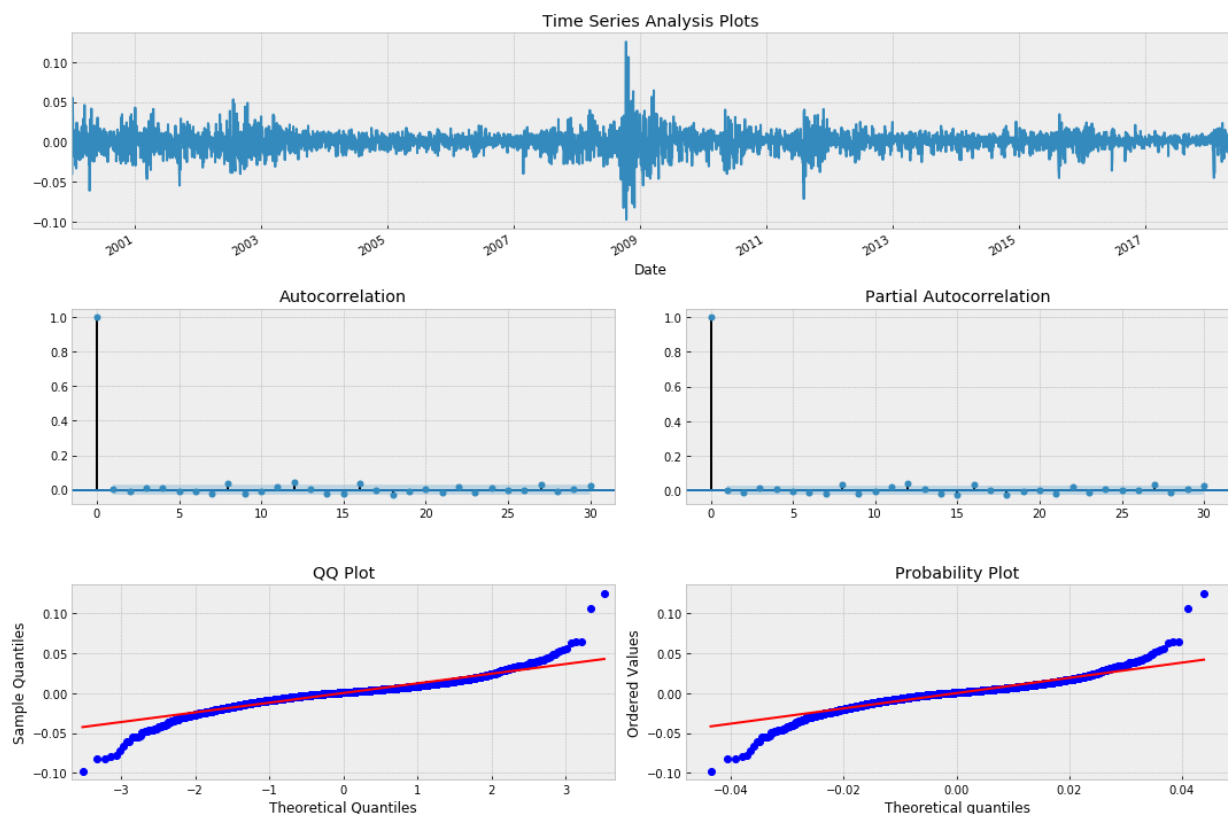 Time Series Analysis Plots
0.10
0.05
0.00
−0.05
−0.10
2001 2003 2005 2007 2009 2011 2013 2015 2017
Date
Autocorrelation
1.0
0.8
0.6
0.4
0.2
0.0
0 5 10 15 20 25 30
Partial Autocorrelation
1.0
0.8
0.6
0.4
0.2
0.0
0 5 10 15 20 25 30
QQ Plot
Sample Quantiles
0.10
0.05
0.00
−0.05
−0.10
−3 −2 −1 0 1 2 3
Theoretical Quantiles
Probability Plot
Ordered Values
0.10
0.05
0.00
−0.05
−0.10
−0.04 −0.02 0.00 0.02 0.04
Theoretical quantiles